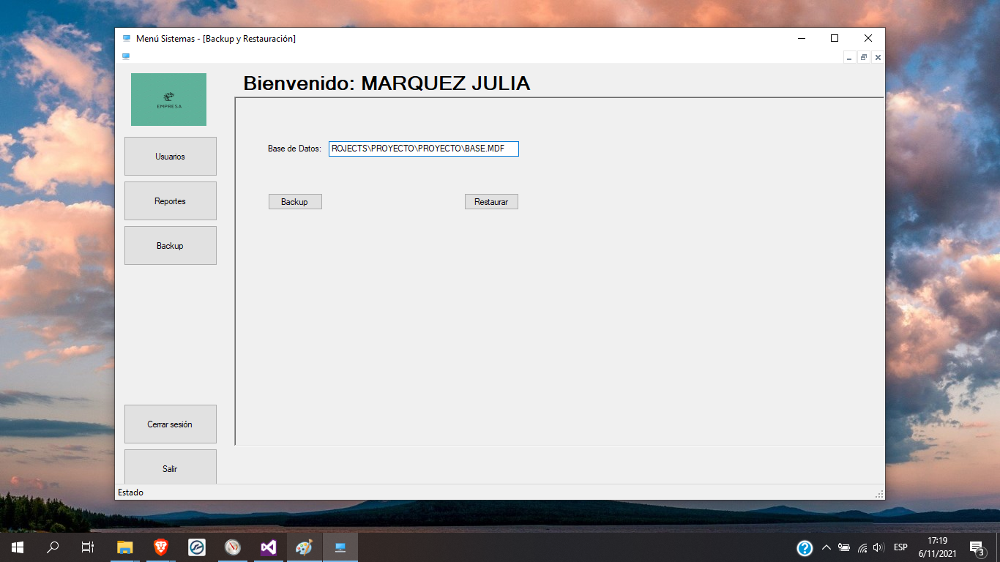 Menú Sistemas - [Backup y Restauración]
EMPRESA
Bienvenido: MARQUEZ JULIA
Usuarios
Reportes
Backup
Cerrar sesión
Salir
Base de Datos: ROJECTS\PROYECTO\PROYECTO\BASE.MDF
Backup Restaurar
Estado
ESP
17:19
6/11/2021
3